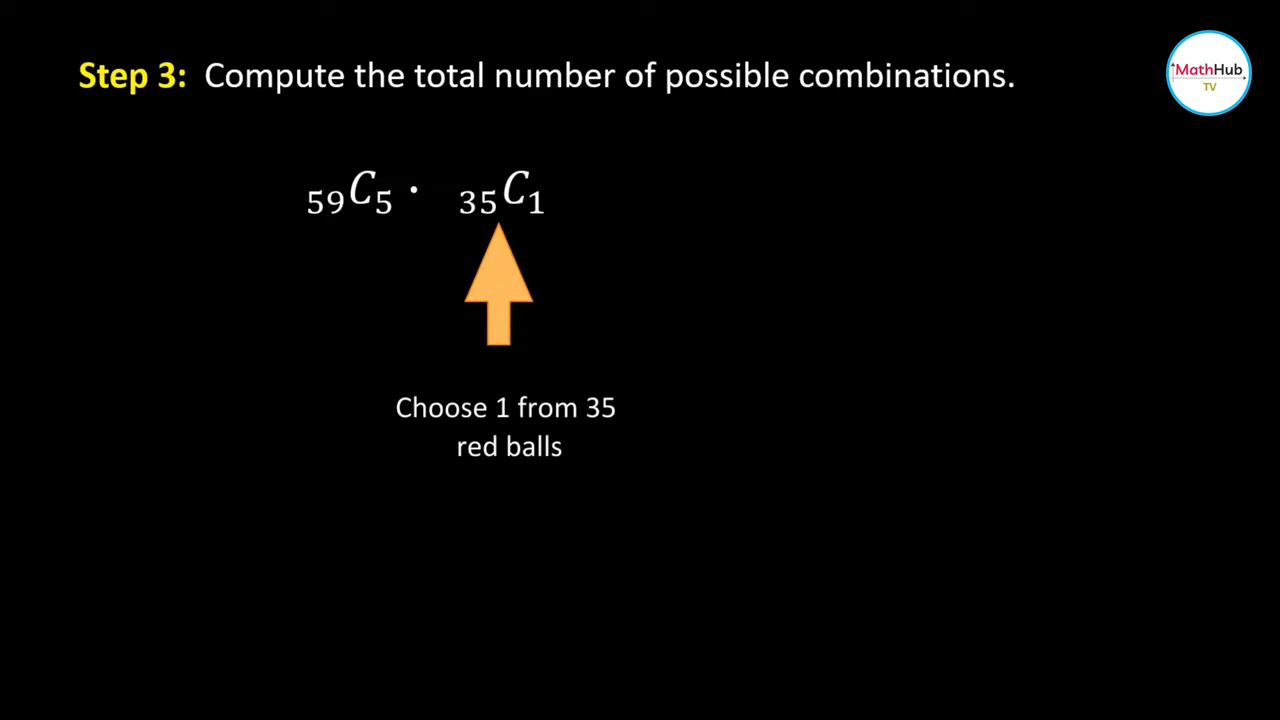 Step 3: Compute the total number of possible combinations.
MathHub
TV
₅₉C₅ · ₃₅C₁
Choose 1 from 35
red balls